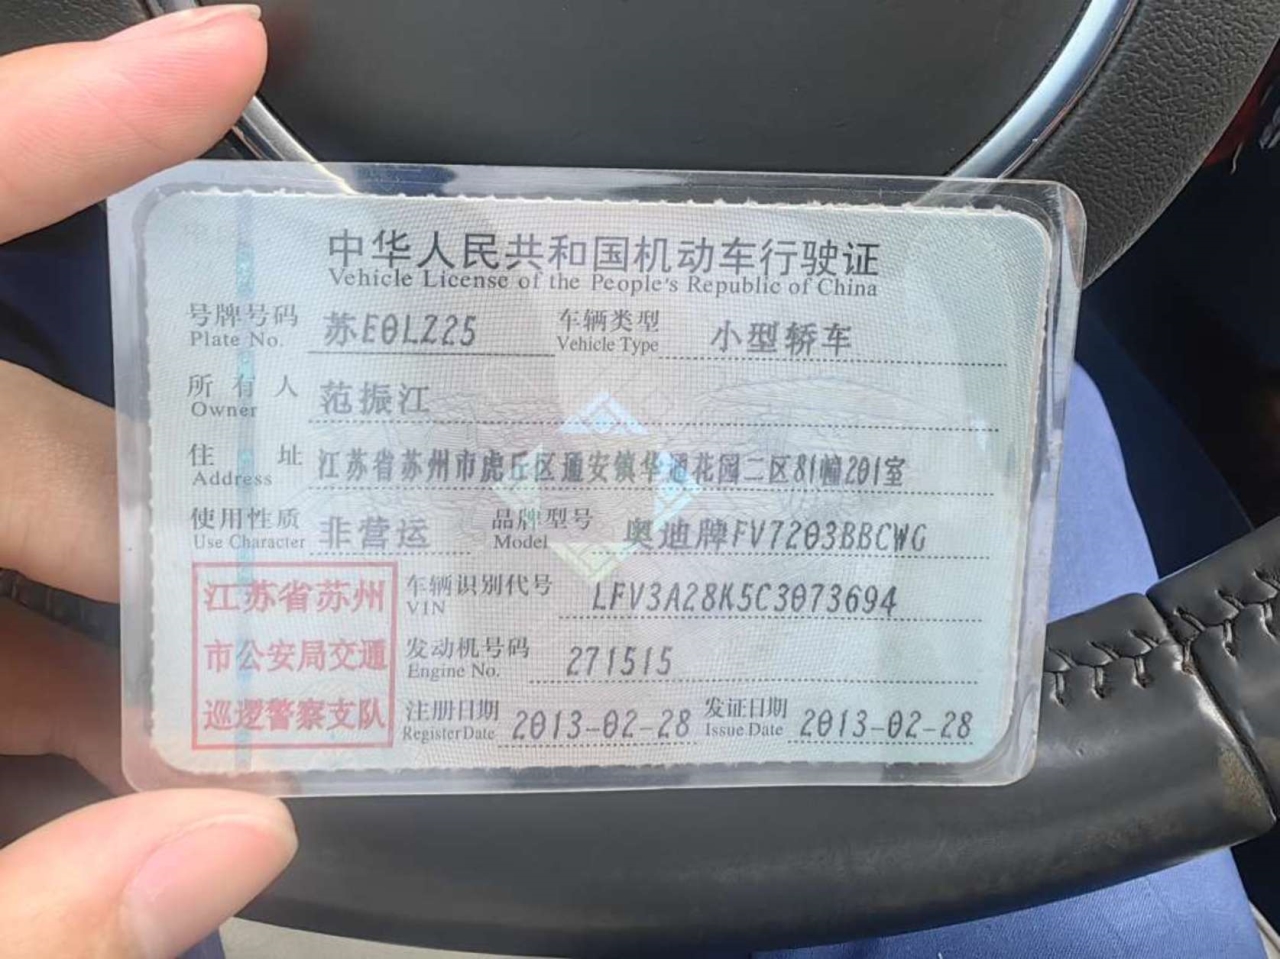 中华人民共和国机动车行驶证
Vehicle License of the People's Republic of China
号牌号码 苏E0LZ25 车辆类型 小型轿车
Plate No. Vehicle Type
所有人 范振江
Owner
住址 江苏省苏州市虎丘区通安镇华通花园二区81幢201室
Address
使用性质 非营运 品牌型号 奥迪牌FV7203BBCWG
Use Character Model
车辆识别代号 LFV3A28K5C3073694
VIN
发动机号码 271515
Engine No.
注册日期 2013-02-28 发证日期 2013-02-28
Register Date Issue Date
江苏省苏州
市公安局交通
巡逻警察支队